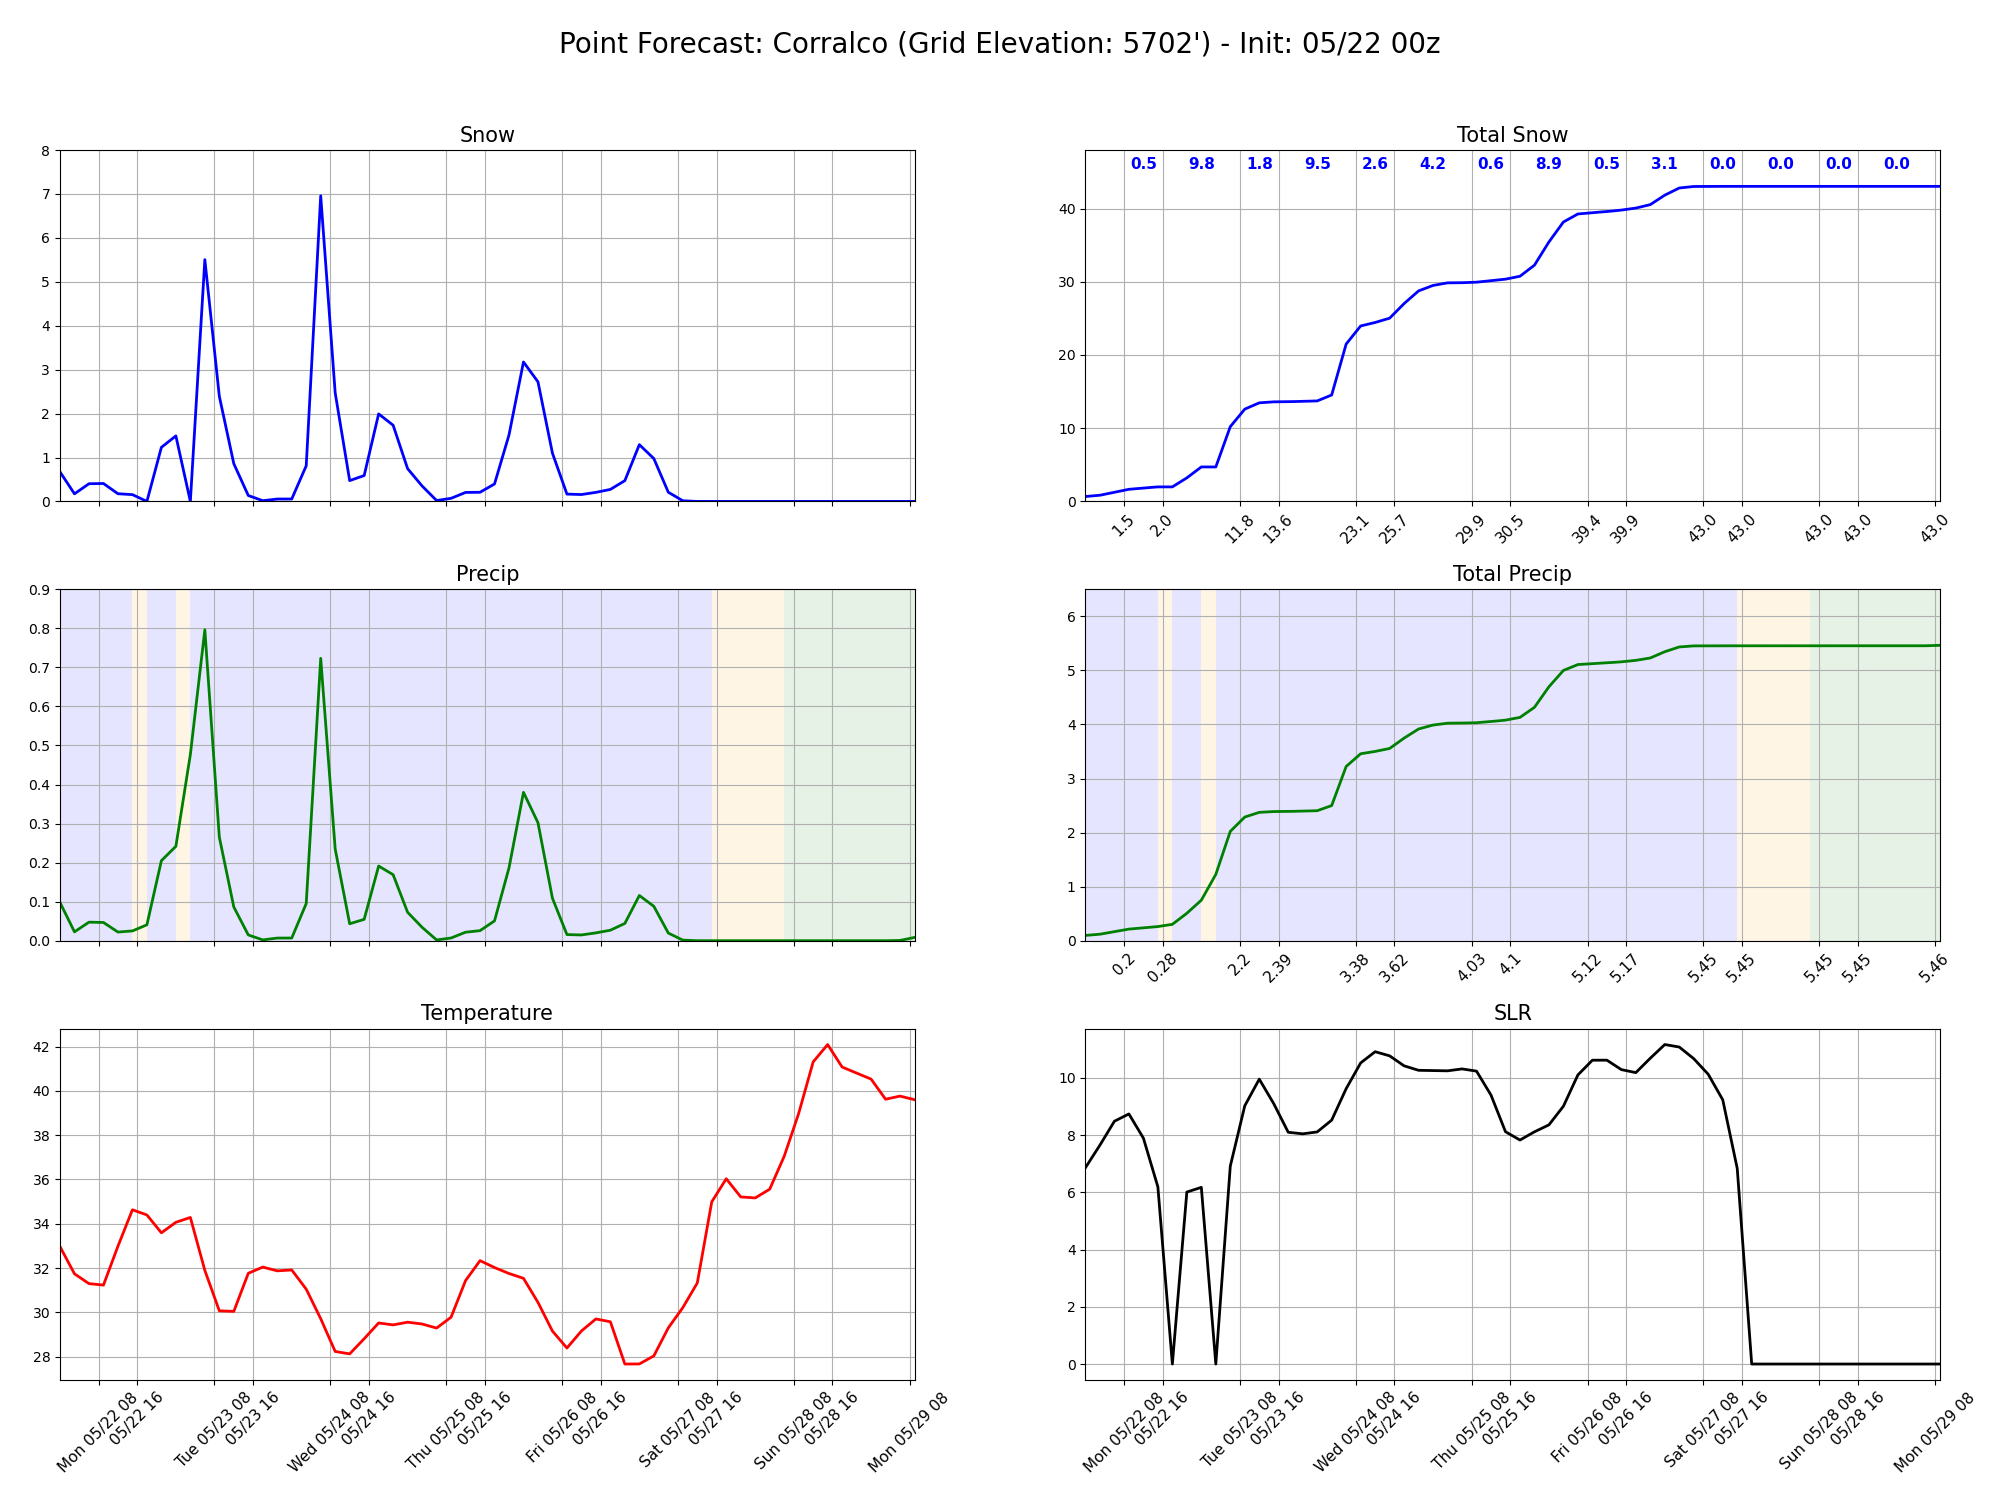 Point Forecast: Corralco (Grid Elevation: 5702') - Init: 05/22 00z
Snow
8
7
6
5
4
3
2
1
0
Total Snow
0.5 9.8 1.8 9.5 2.6 4.2 0.6 8.9 0.5 3.1 0.0 0.0 0.0 0.0
40
30
20
10
0
1.5 2.0 11.8 13.6 23.1 25.7 29.9 30.5 39.4 39.9 43.0 43.0 43.0 43.0 43.0
Precip
0.9
0.8
0.7
0.6
0.5
0.4
0.3
0.2
0.1
0.0
Total Precip
6
5
4
3
2
1
0
0.2 0.28 2.2 2.39 3.38 3.62 4.03 4.1 5.12 5.17 5.45 5.45 5.45 5.45 5.46
Temperature
42
40
38
36
34
32
30
28
Mon 05/22 08
05/22 16
Tue 05/23 08
05/23 16
Wed 05/24 08
05/24 16
Thu 05/25 08
05/25 16
Fri 05/26 08
05/26 16
Sat 05/27 08
05/27 16
Sun 05/28 08
05/28 16
Mon 05/29 08
SLR
10
8
6
4
2
0
Mon 05/22 08
05/22 16
Tue 05/23 08
05/23 16
Wed 05/24 08
05/24 16
Thu 05/25 08
05/25 16
Fri 05/26 08
05/26 16
Sat 05/27 08
05/27 16
Sun 05/28 08
05/28 16
Mon 05/29 08